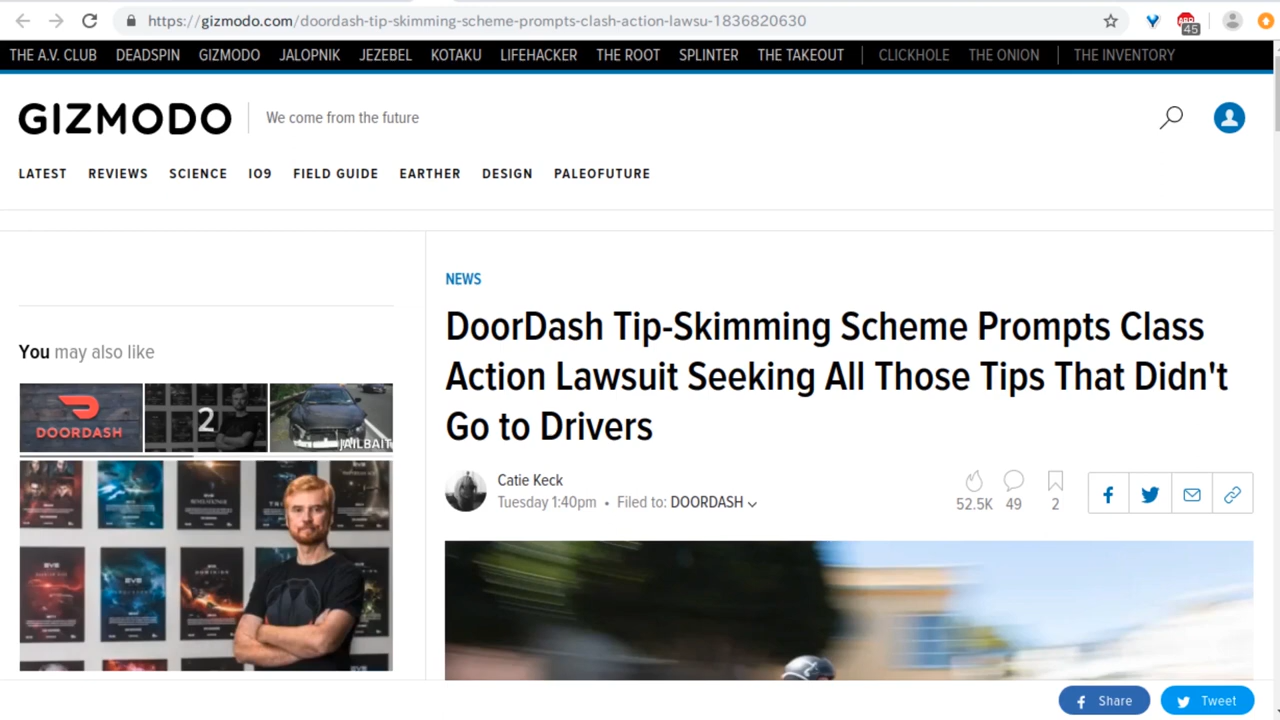 https://gizmodo.com/doordash-tip-skimming-scheme-prompts-clash-action-lawsu-1836820630
45
THE A.V. CLUB DEADSPIN GIZMODO JALOPNIK JEZEBEL KOTAKU LIFEHACKER THE ROOT SPLINTER THE TAKEOUT CLICKHOLE THE ONION THE INVENTORY
GIZMODO We come from the future
LATEST REVIEWS SCIENCE IO9 FIELD GUIDE EARTHER DESIGN PALEOFUTURE
You may also like
DOORDASH
2
JAILBAIT
NEWS
DoorDash Tip-Skimming Scheme Prompts Class
Action Lawsuit Seeking All Those Tips That Didn't
Go to Drivers
Catie Keck
Tuesday 1:40pm • Filed to: DOORDASH
52.5K 49 2
Share Tweet